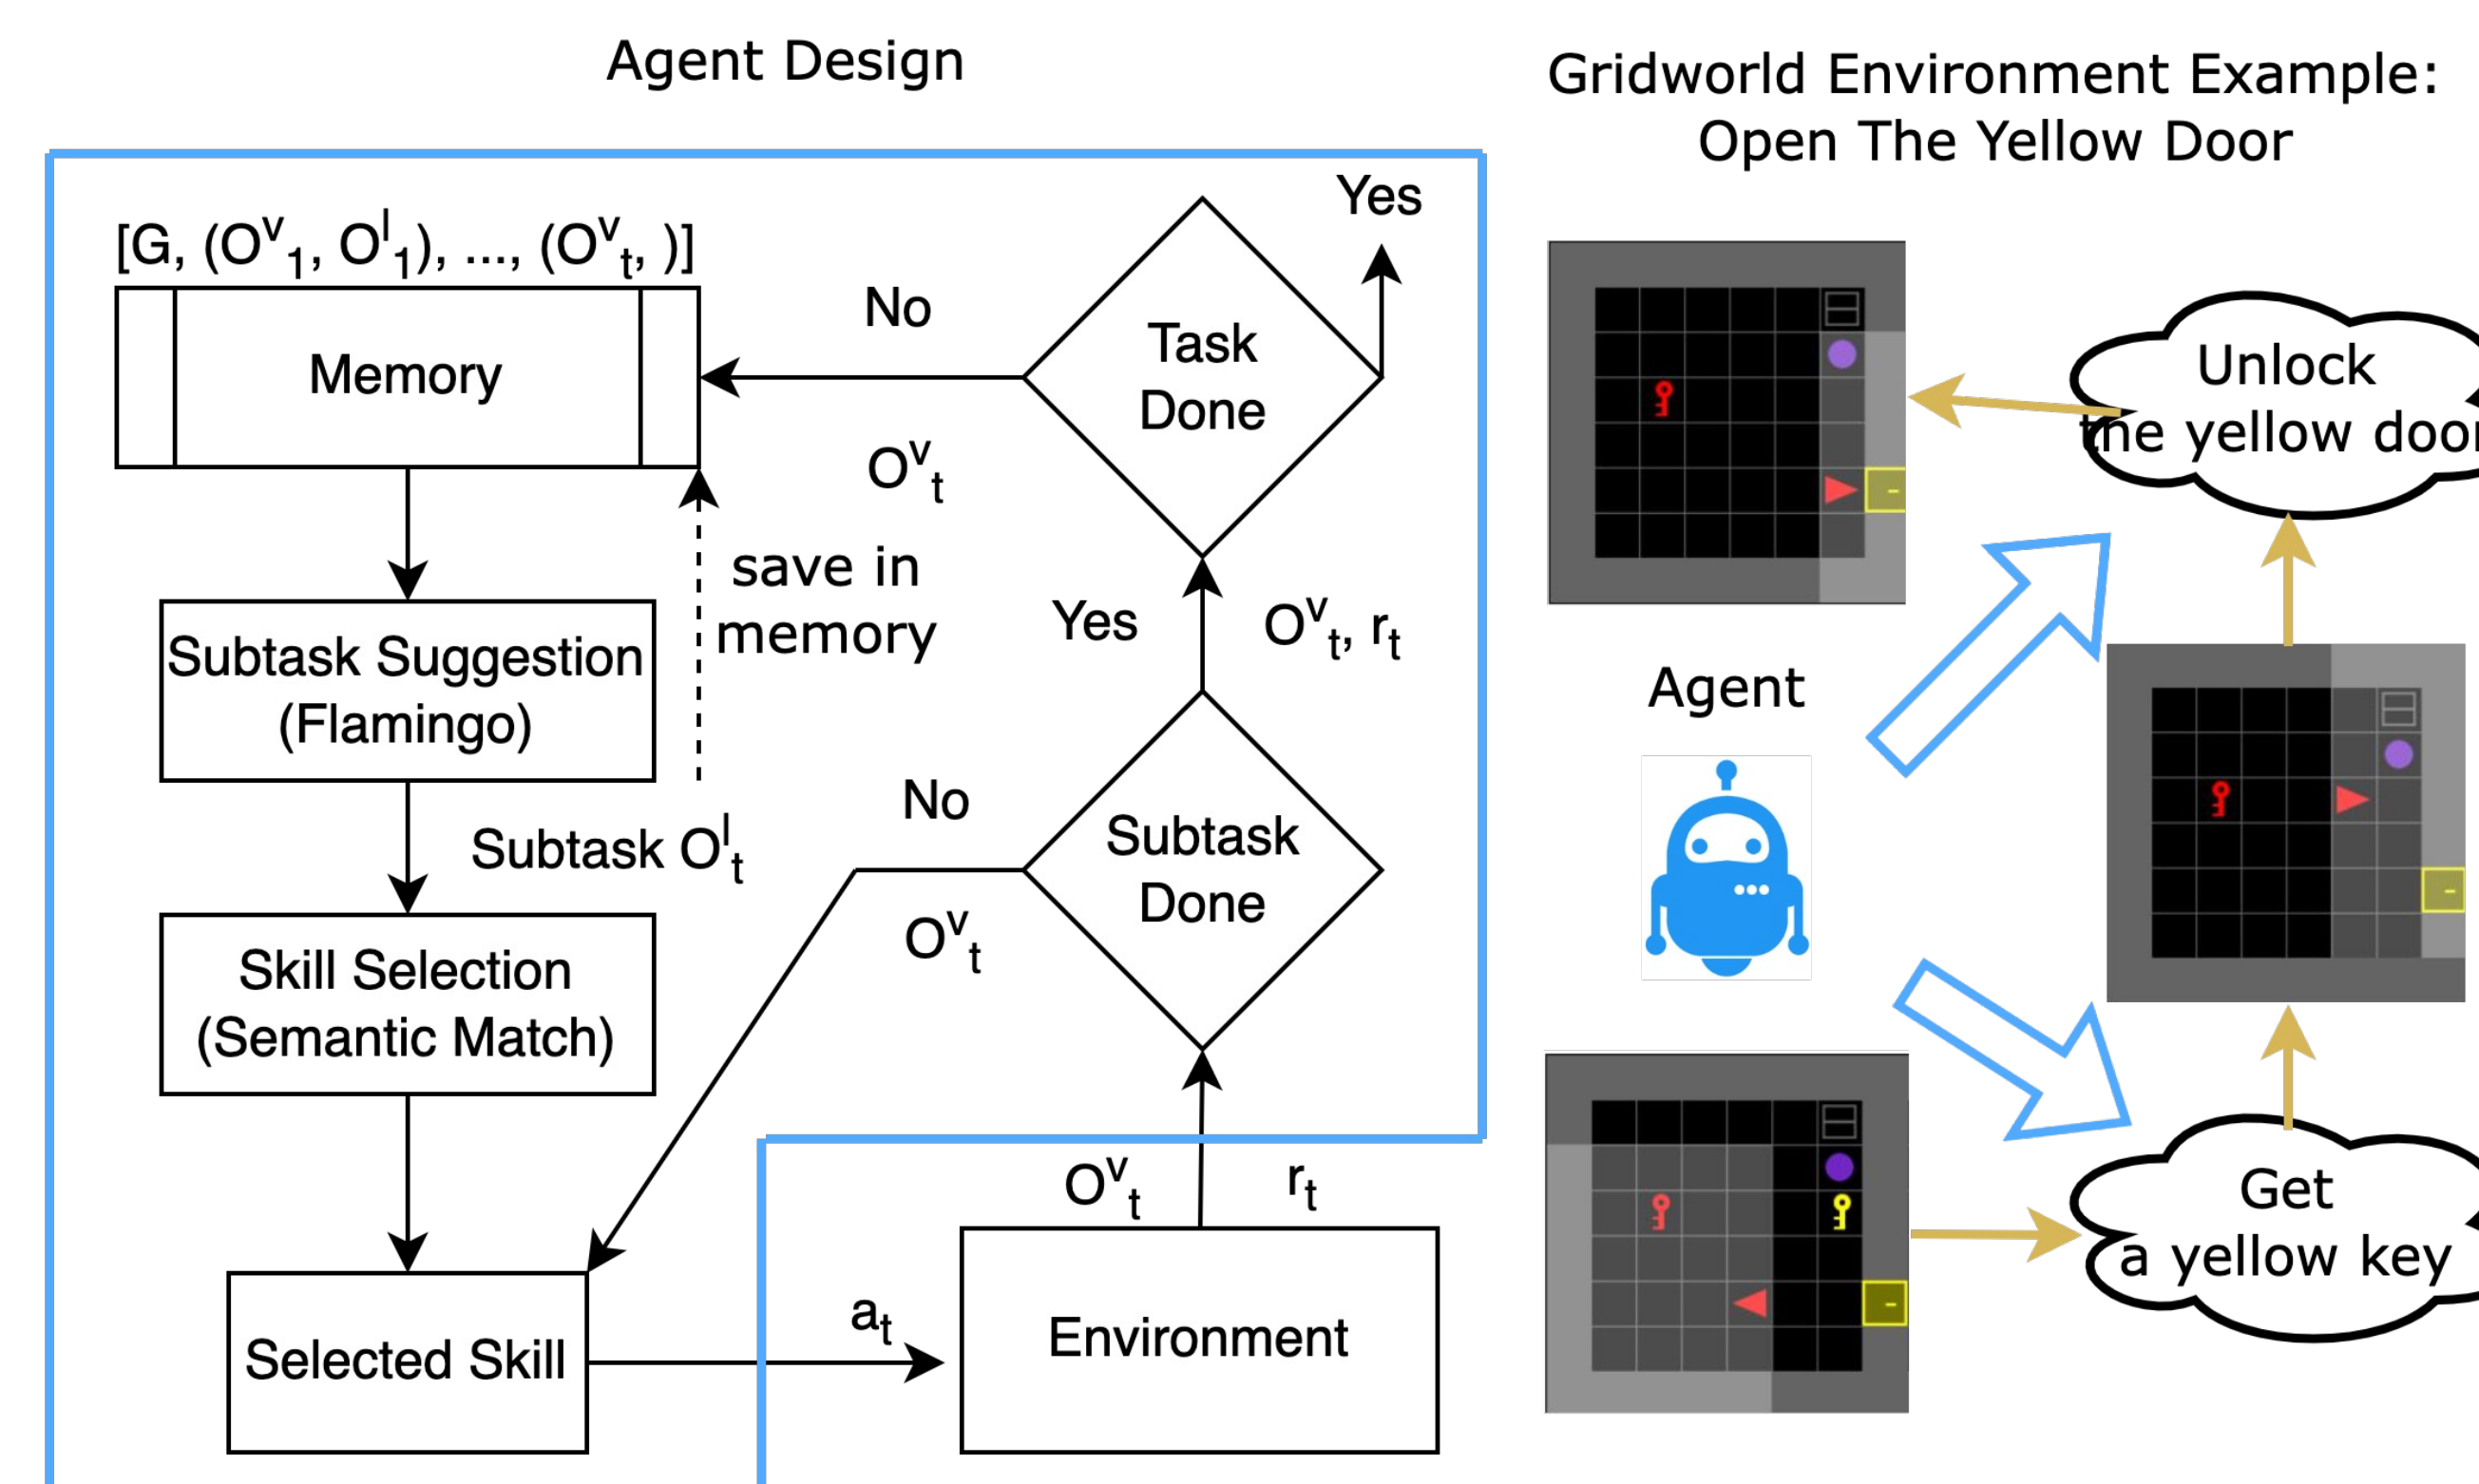 Agent Design
[G, (O^v_1, O^l_1), ..., (O^v_t, )]
Memory
No
O^v_t
Task
Done
Yes
save in
memory
Yes
O^v_t, r_t
Subtask Suggestion
(Flamingo)
Subtask O^l_t
No
O^v_t
Subtask
Done
Skill Selection
(Semantic Match)
O^v_t
r_t
Selected Skill
a_t
Environment
Gridworld Environment Example:
Open The Yellow Door
Unlock
the yellow door
Agent
Get
a yellow key